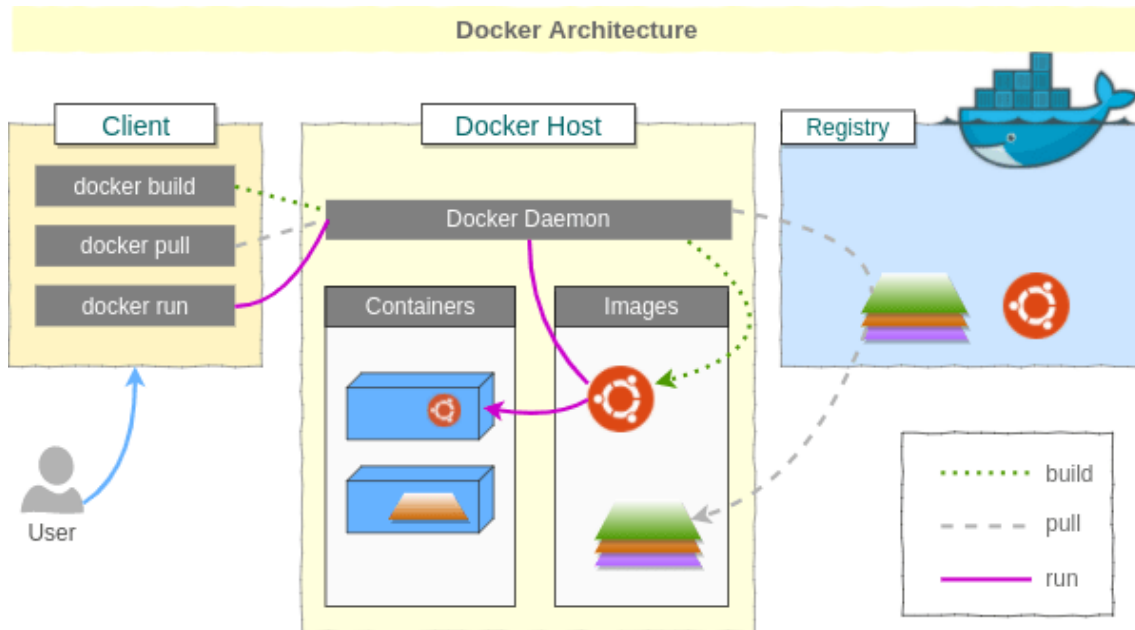 Docker Architecture
Client
docker build
docker pull
docker run
User
Docker Host
Docker Daemon
Containers
Images
Registry
build
pull
run